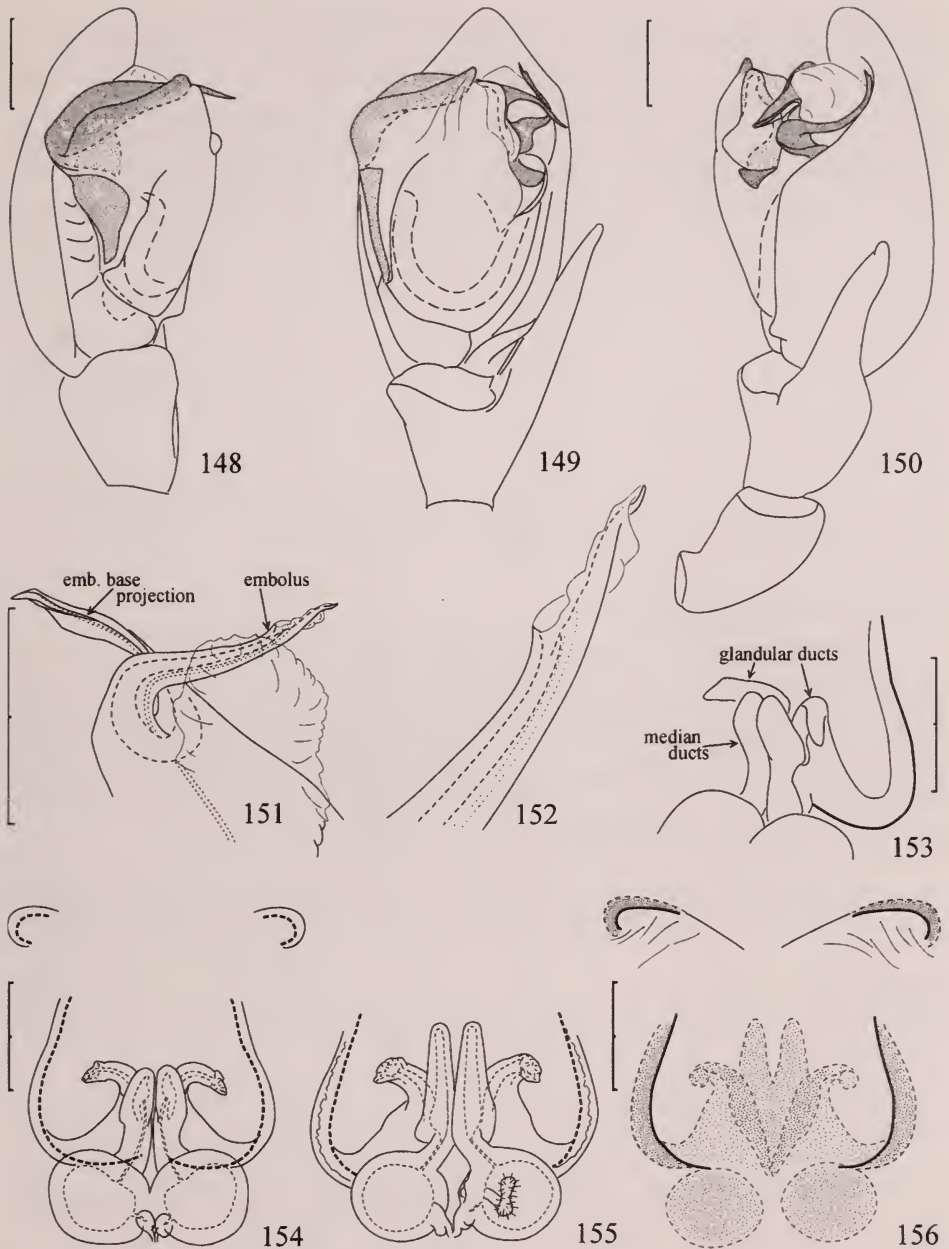 148
149
150
emb. base
projection
embolus
151
152
glandular ducts
median
ducts
153
154
155
156